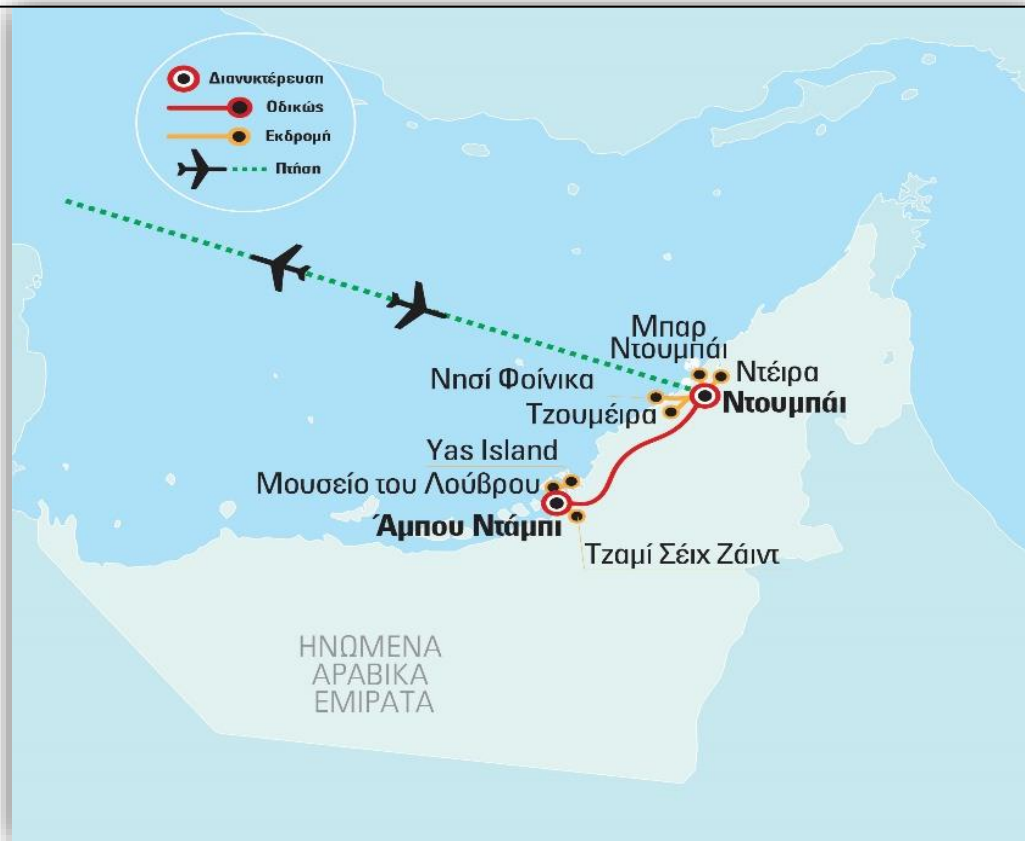 Διανυκτέρευση
Οδικώς
Εκδρομή
Πτήση
Μπαρ
Ντουμπάι
Ντέιρα
Νησί Φοίνικα
Ντουμπάι
Τζουμέιρα
Yas Island
Μουσείο του Λούβρου
Άμπου Ντάμπι
Τζαμί Σέιχ Ζάιντ
ΗΝΩΜΕΝΑ
ΑΡΑΒΙΚΑ
ΕΜΙΡΑΤΑ